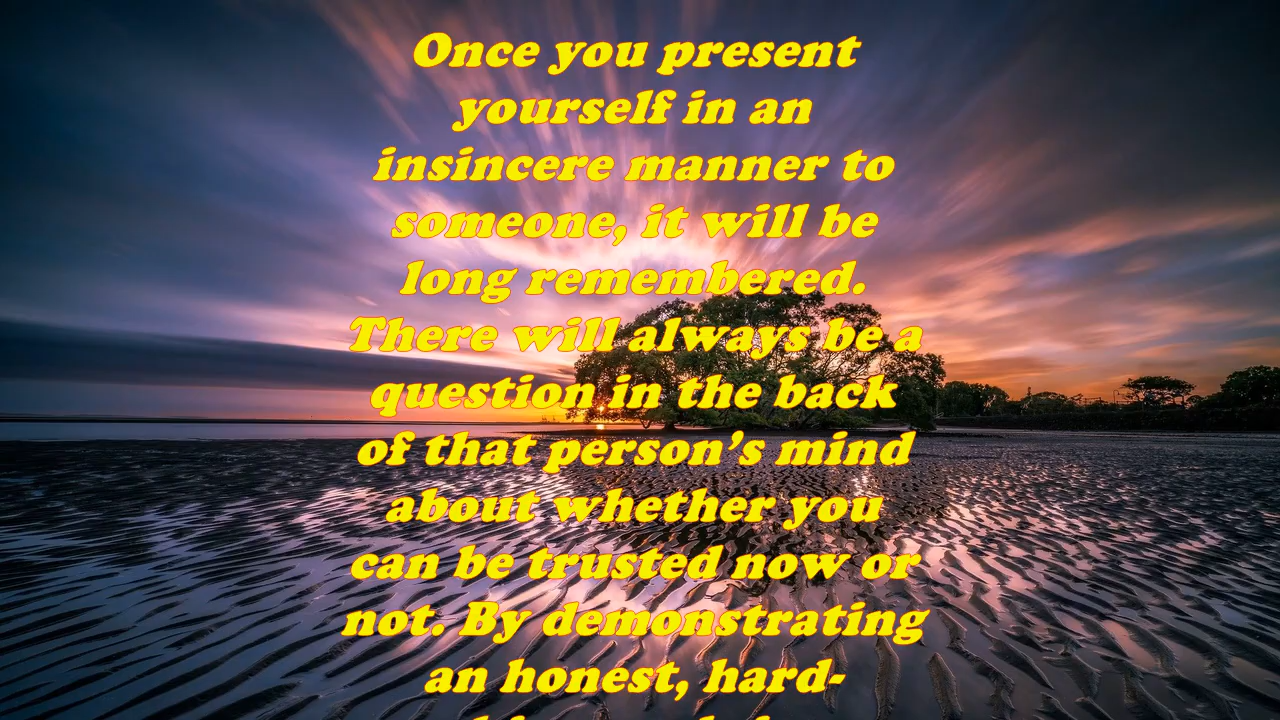 Once you present
yourself in an
insincere manner to
someone, it will be
long remembered.
There will always be a
question in the back
of that person’s mind
about whether you
can be trusted now or
not. By demonstrating
an honest, hard-